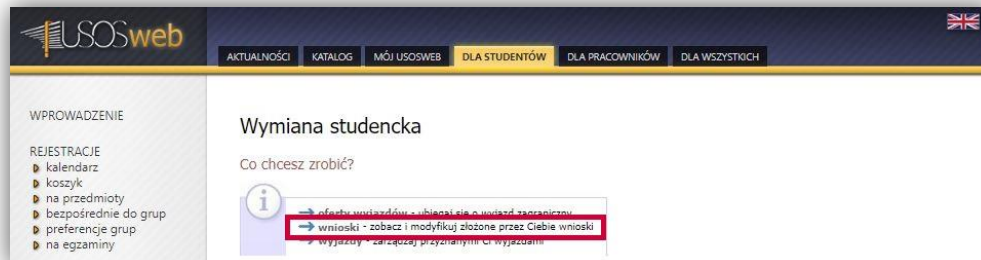 USOSweb
AKTUALNOŚCI KATALOG MÓJ USOSWEB DLA STUDENTÓW DLA PRACOWNIKÓW DLA WSZYSTKICH
WPROWADZENIE
REJESTRACJE
kalendarz
koszyk
na przedmioty
bezpośrednie do grup
preferencje grup
na egzaminy
Wymiana studencka
Co chcesz zrobić?
oferty wyjazdów - ubiegaj się o wyjazd zagraniczny
wnioski - zobacz i modyfikuj złożone przez Ciebie wnioski
wyjazdy - zarządzaj przyznanymi Ci wyjazdami